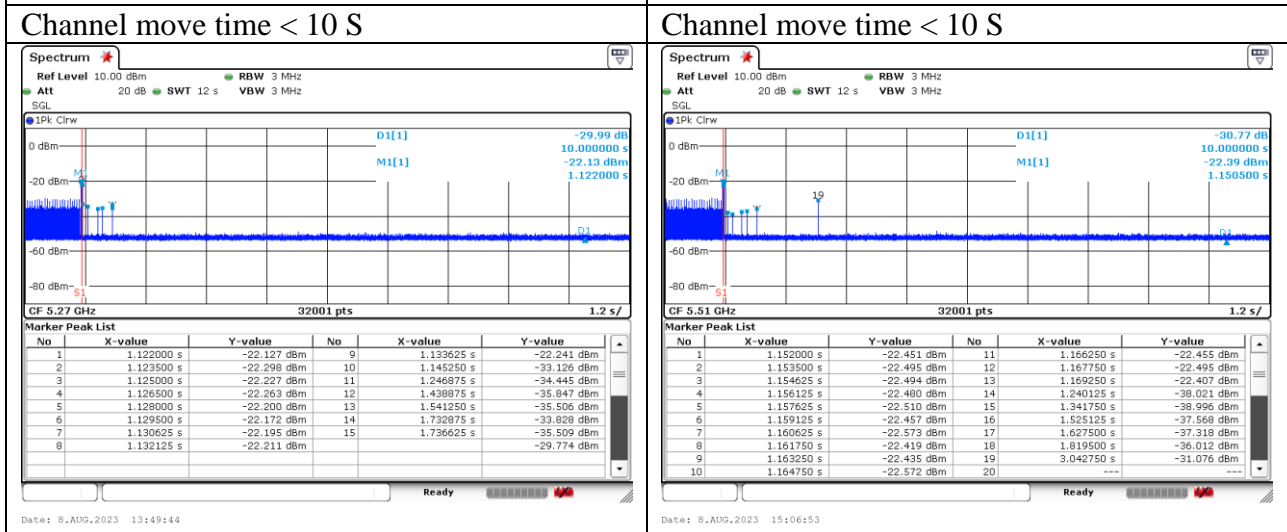 Channel move time < 10 S
Spectrum
Ref Level 10.00 dBm RBW 3 MHz
Att 20 dB SWT 12 s VBW 3 MHz
SGL
1Pk Clrw
D1[1] -29.99 dB
10.000000 s
M1[1] -22.13 dBm
1.122000 s
0 dBm
-20 dBm
-60 dBm
D1
-80 dBm
S1
CF 5.27 GHz 32001 pts 1.2 s/
Marker Peak List
No X-value Y-value No X-value Y-value
1 1.122000 s -22.127 dBm 9 1.133625 s -22.241 dBm
2 1.123500 s -22.298 dBm 10 1.145250 s -33.126 dBm
3 1.125000 s -22.227 dBm 11 1.246875 s -34.445 dBm
4 1.126500 s -22.263 dBm 12 1.438875 s -35.847 dBm
5 1.128000 s -22.200 dBm 13 1.541250 s -35.506 dBm
6 1.129500 s -22.172 dBm 14 1.732875 s -33.828 dBm
7 1.130625 s -22.195 dBm 15 1.736625 s -35.509 dBm
8 1.132125 s -22.211 dBm -29.774 dBm
Ready
Date: 8.AUG.2023 13:49:44
Channel move time < 10 S
Spectrum
Ref Level 10.00 dBm RBW 3 MHz
Att 20 dB SWT 12 s VBW 3 MHz
SGL
1Pk Clrw
D1[1] -30.77 dB
10.000000 s
M1[1] -22.39 dBm
1.150500 s
0 dBm
M1
-20 dBm
19
-60 dBm
D1
-80 dBm
S1
CF 5.51 GHz 32001 pts 1.2 s/
Marker Peak List
No X-value Y-value No X-value Y-value
1 1.152000 s -22.451 dBm 11 1.166250 s -22.455 dBm
2 1.153500 s -22.495 dBm 12 1.167750 s -22.495 dBm
3 1.154625 s -22.494 dBm 13 1.169250 s -22.407 dBm
4 1.156125 s -22.480 dBm 14 1.240125 s -38.021 dBm
5 1.157625 s -22.510 dBm 15 1.341750 s -38.996 dBm
6 1.159125 s -22.457 dBm 16 1.525125 s -37.568 dBm
7 1.160625 s -22.573 dBm 17 1.627500 s -37.318 dBm
8 1.161750 s -22.419 dBm 18 1.819500 s -36.012 dBm
9 1.163250 s -22.435 dBm 19 3.042750 s -31.076 dBm
10 1.164750 s -22.572 dBm 20 --- ---
Ready
Date: 8.AUG.2023 15:06:53